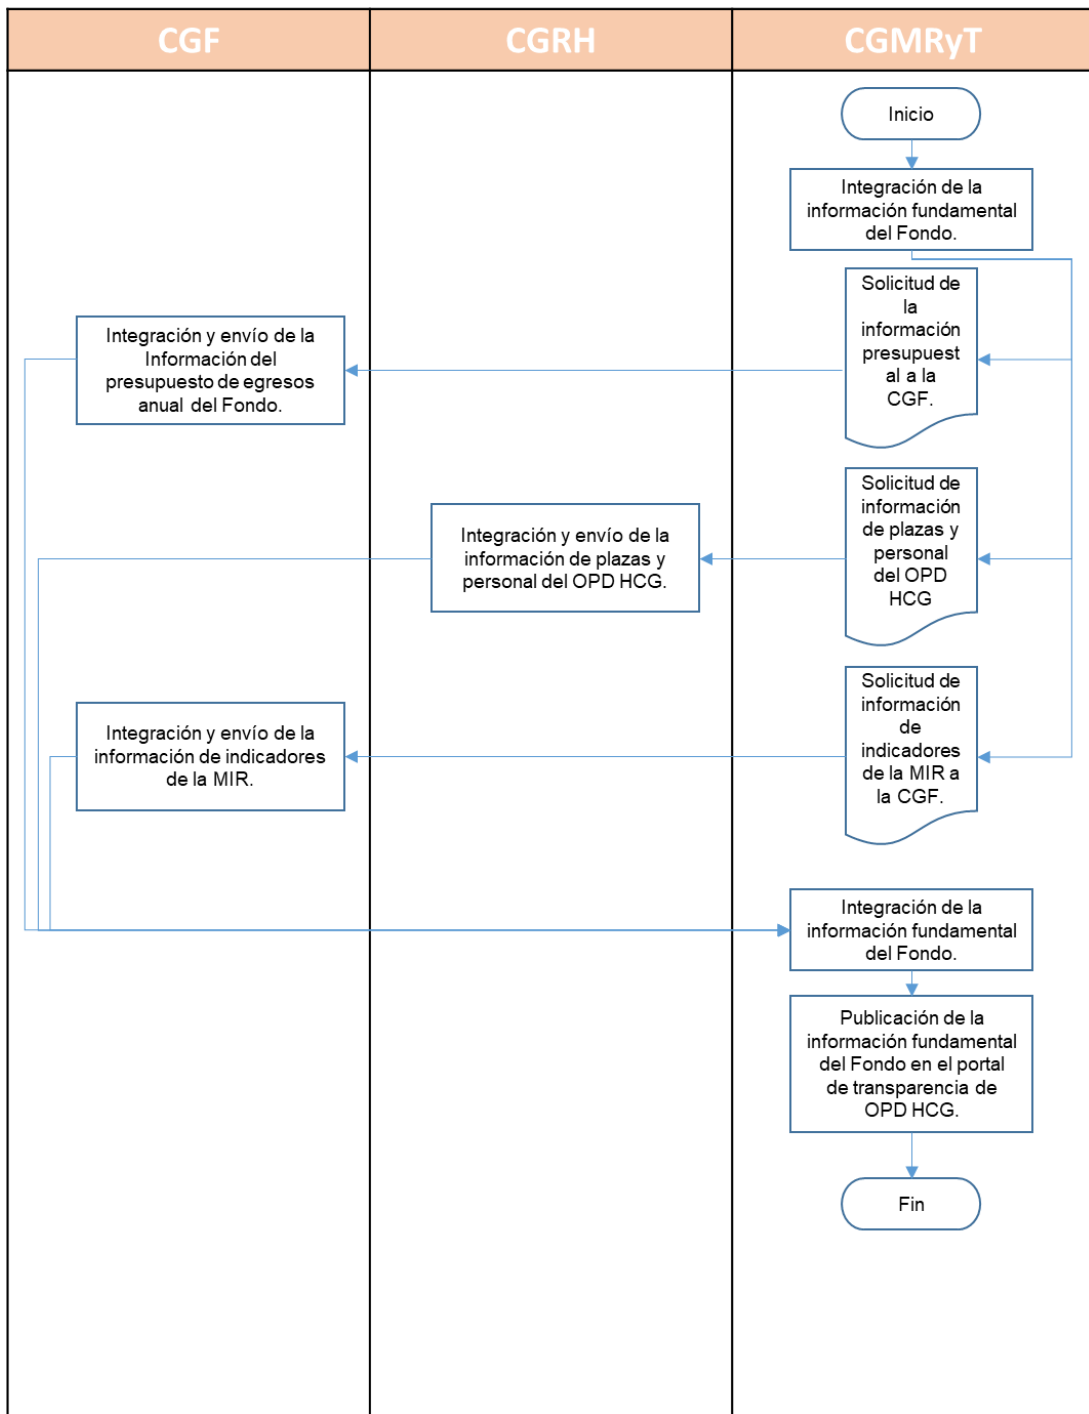 CGF
CGRH
CGMRyT
Inicio
Integración de la
información fundamental
del Fondo.
Solicitud de
la
información
presupuest
al a la
CGF.
Integración y envío de la
Información del
presupuesto de egresos
anual del Fondo.
Solicitud de
información
de plazas y
personal
del OPD
HCG
Integración y envío de la
información de plazas y
personal del OPD HCG.
Solicitud de
información
de
indicadores
de la MIR a
la CGF.
Integración y envío de la
información de indicadores
de la MIR.
Integración de la
información fundamental
del Fondo.
Publicación de la
información fundamental
del Fondo en el portal
de transparencia de
OPD HCG.
Fin